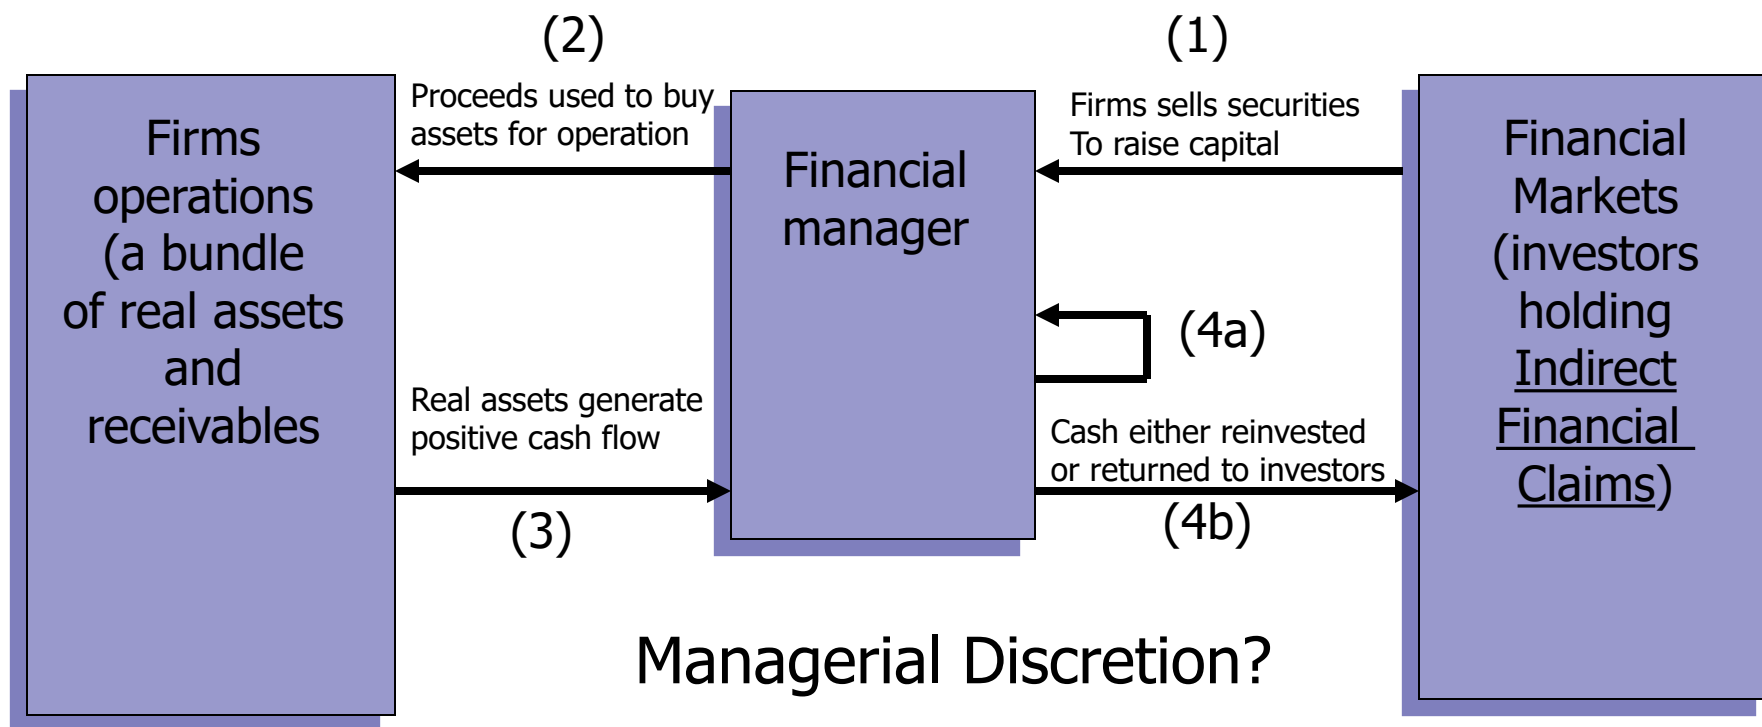 (2)
(1)
Firms
operations
(a bundle
of real assets
and
receivables
Proceeds used to buy
assets for operation
Real assets generate
positive cash flow
(3)
Financial
manager
Firms sells securities
To raise capital
(4a)
Cash either reinvested
or returned to investors
(4b)
Financial
Markets
(investors
holding
Indirect
Financial
Claims)
Managerial Discretion?